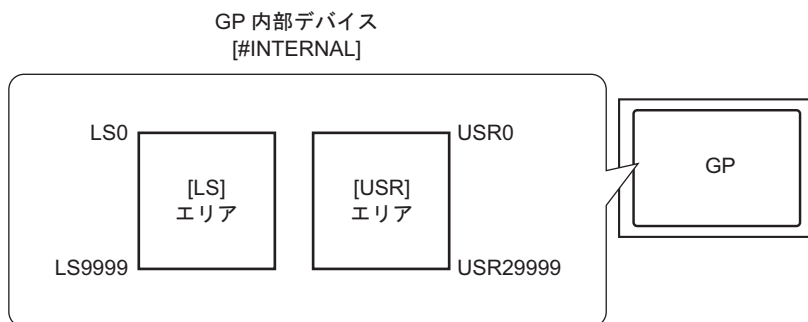 GP 内部デバイス
[#INTERNAL]
LS0
USR0
[LS]
エリア
[USR]
エリア
GP
LS9999
USR29999